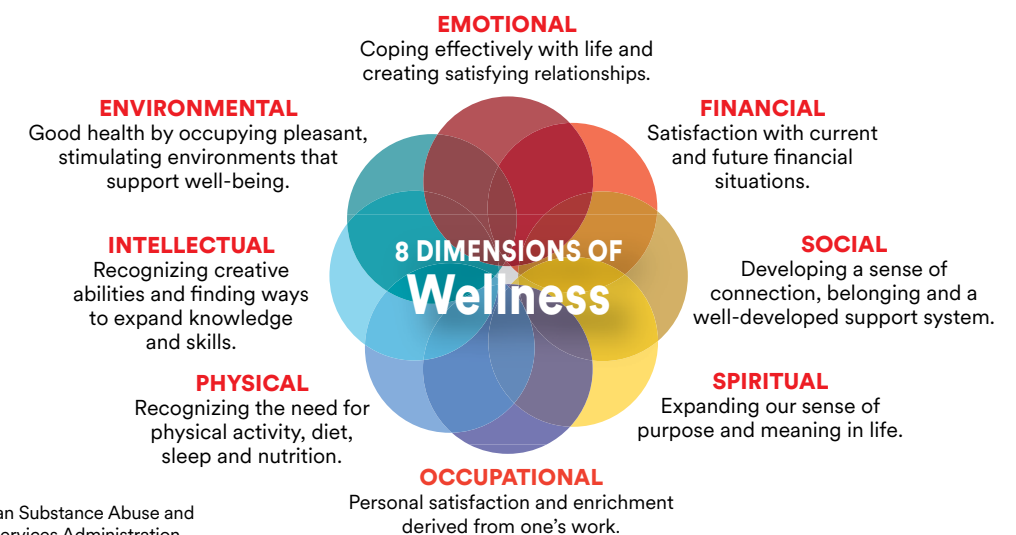 EMOTIONAL
Coping effectively with life and
creating satisfying relationships.
ENVIRONMENTAL
Good health by occupying pleasant,
stimulating environments that
support well-being.
FINANCIAL
Satisfaction with current
and future financial
situations.
INTELLECTUAL
Recognizing creative
abilities and finding ways
to expand knowledge
and skills.
8 DIMENSIONS OF
Wellness
SOCIAL
Developing a sense of
connection, belonging and a
well-developed support system.
PHYSICAL
Recognizing the need for
physical activity, diet,
sleep and nutrition.
SPIRITUAL
Expanding our sense of
purpose and meaning in life.
OCCUPATIONAL
Personal satisfaction and enrichment
derived from one's work.
an Substance Abuse and
ervices Administration